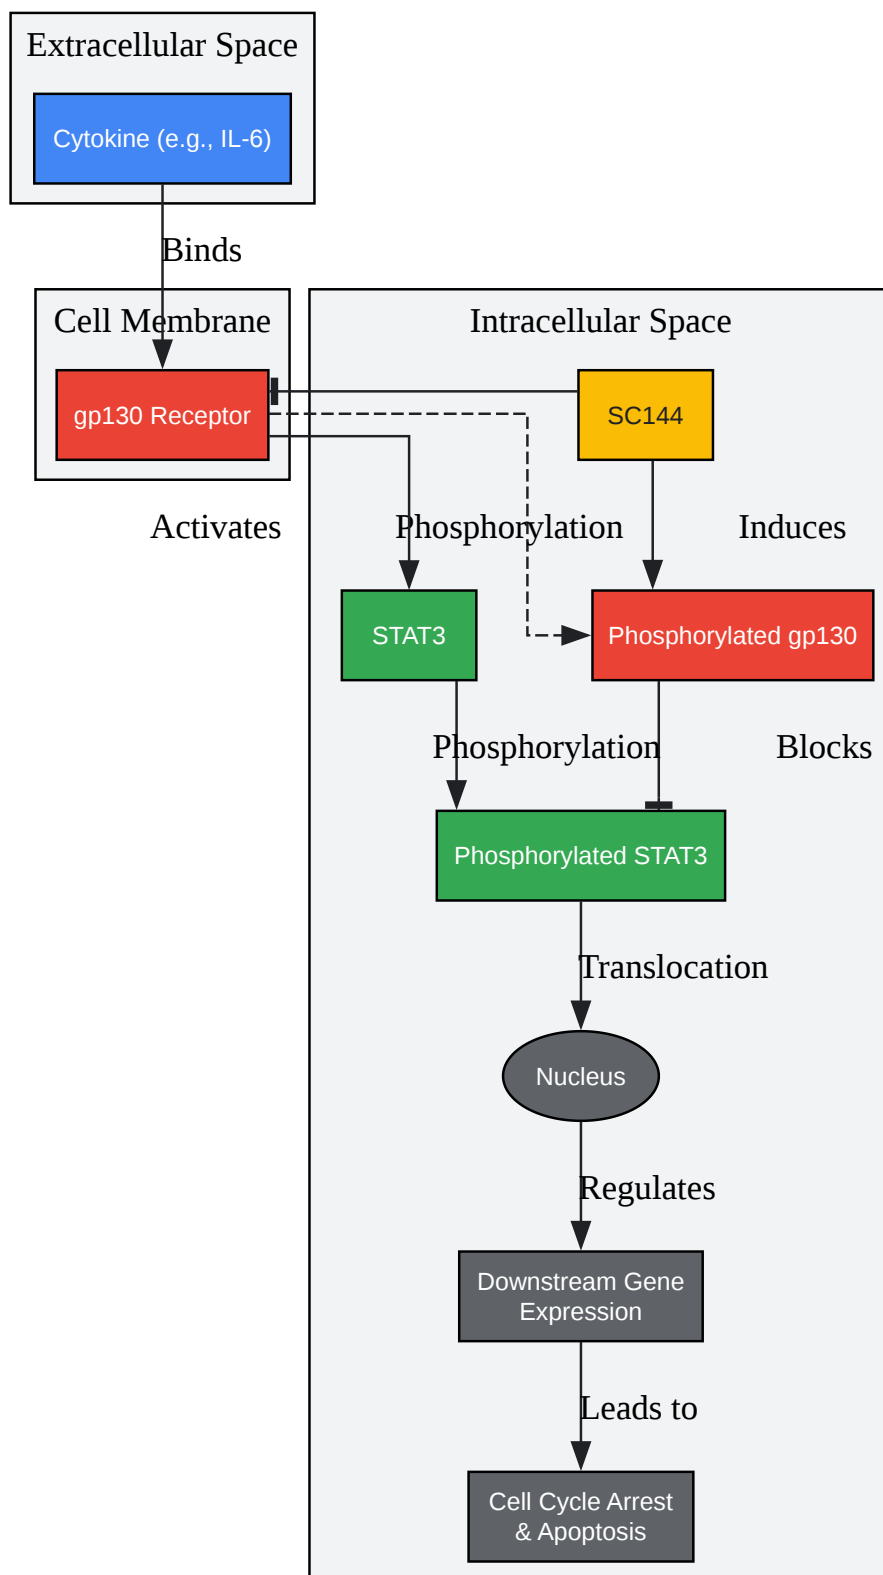 Extracellular Space
Cytokine (e.g., IL-6)
Binds
Cell Membrane
Intracellular Space
gp130 Receptor
SC144
Activates
Phosphorylation
Induces
STAT3
Phosphorylated gp130
Phosphorylation
Blocks
Phosphorylated STAT3
Translocation
Nucleus
Regulates
Downstream Gene
Expression
Leads to
Cell Cycle Arrest
& Apoptosis